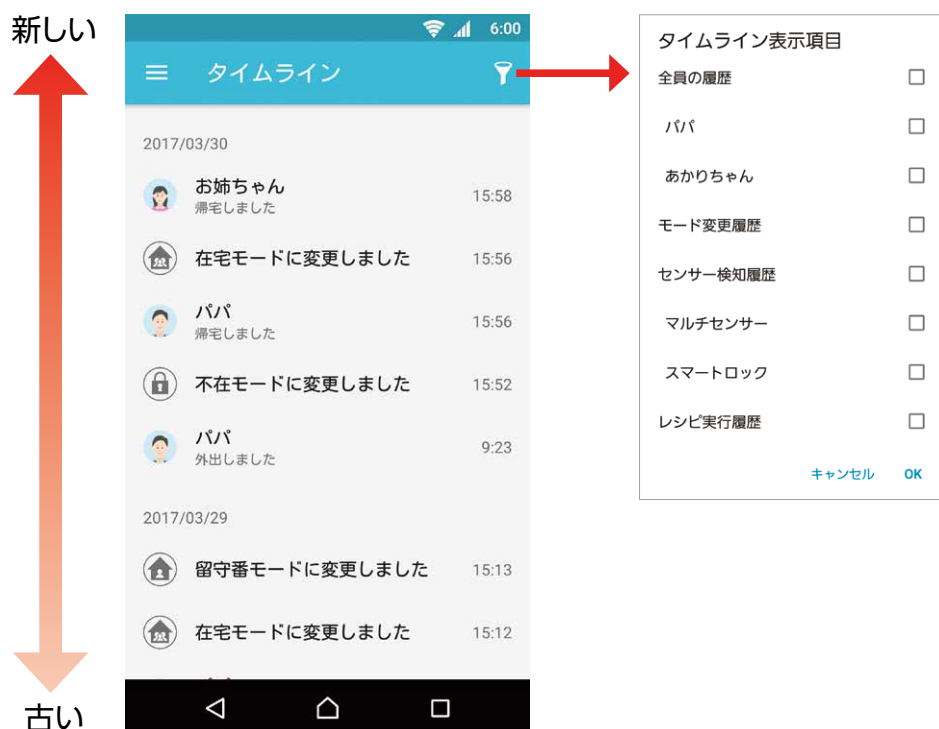 新しい
6:00
タイムライン
2017/03/30
お姉ちゃん
帰宅しました
15:58
在宅モードに変更しました
15:56
パパ
帰宅しました
15:56
不在モードに変更しました
15:52
パパ
外出しました
9:23
2017/03/29
留守番モードに変更しました
15:13
在宅モードに変更しました
15:12
古い
タイムライン表示項目
全員の履歴
パパ
あかりちゃん
モード変更履歴
センサー検知履歴
マルチセンサー
スマートロック
レシピ実行履歴
キャンセル OK